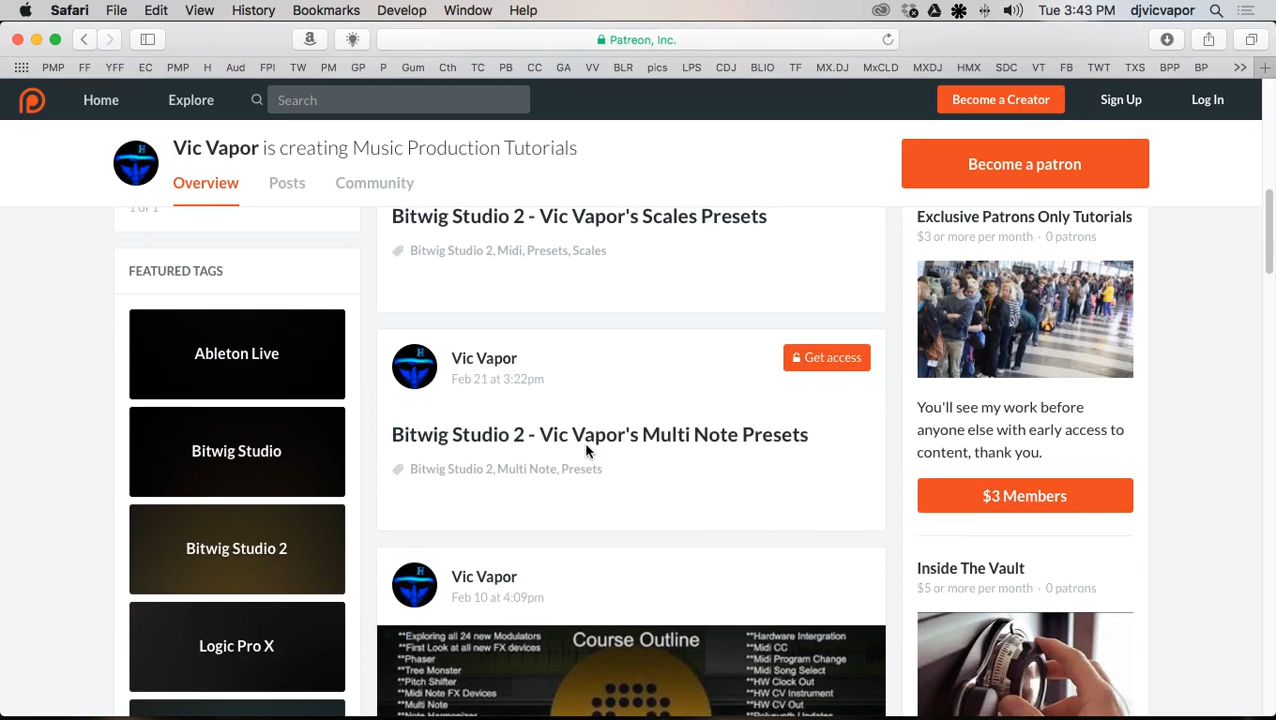 Safari File Edit View History Bookmarks Develop Window Help Tue 3:43 PM djvicvapor
Patreon, Inc.
PMP FF YFF EC PMP H Aud FPI TW PM GP P Gum Cth TC PB CC GA VV BLR pics LPS CDJ BLIO TF MX.DJ MxCLD MXDJ HMX SDC VT FB TWT TXS BPP BP
Home Explore Search Become a Creator Sign Up Log In
Vic Vapor is creating Music Production Tutorials
Become a patron
Overview Posts Community
1 of 1
FEATURED TAGS
Ableton Live
Bitwig Studio
Bitwig Studio 2
Logic Pro X
Bitwig Studio 2 - Vic Vapor's Scales Presets
Bitwig Studio 2, Midi, Presets, Scales
Vic Vapor
Feb 21 at 3:22pm
Get access
Bitwig Studio 2 - Vic Vapor's Multi Note Presets
Bitwig Studio 2, Multi Note, Presets
Vic Vapor
Feb 10 at 4:09pm
Course Outline
**Exploring all 24 new Modulators
**First Look at all new FX devices
**Phaser
**Tree Monster
**Pitch Shifter
**Midi Note FX Devices
**Multi Note
**Note Harmonizer
**Hardware Intergration
**Midi CC
**Midi Program Change
**Midi Song Select
**HW Clock Out
**HW CV Instrument
**HW CV Out
**Polysynth Updates
Exclusive Patrons Only Tutorials
$3 or more per month · 0 patrons
You'll see my work before
anyone else with early access to
content, thank you.
$3 Members
Inside The Vault
$5 or more per month · 0 patrons